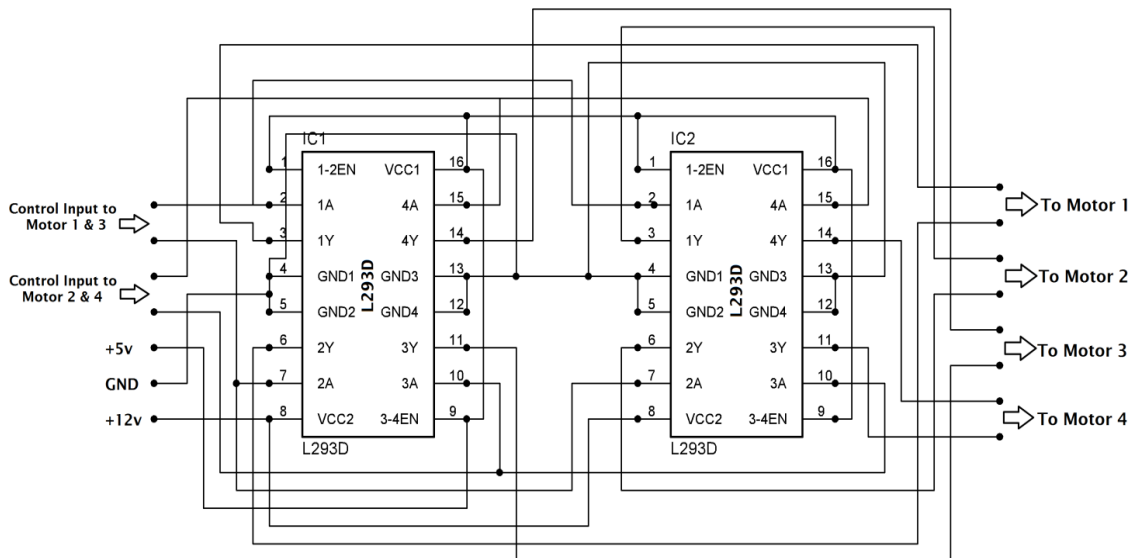 IC1
1 1-2EN VCC1 16
2 1A 4A 15
3 1Y 4Y 14
4 GND1 GND3 13
5 GND2 GND4 12
6 2Y 3Y 11
7 2A 3A 10
8 VCC2 3-4EN 9
L293D
L293D
IC2
1 1-2EN VCC1 16
2 1A 4A 15
3 1Y 4Y 14
4 GND1 GND3 13
5 GND2 GND4 12
6 2Y 3Y 11
7 2A 3A 10
8 VCC2 3-4EN 9
L293D
L293D
Control Input to
Motor 1 & 3
Control Input to
Motor 2 & 4
+5v
GND
+12v
To Motor 1
To Motor 2
To Motor 3
To Motor 4